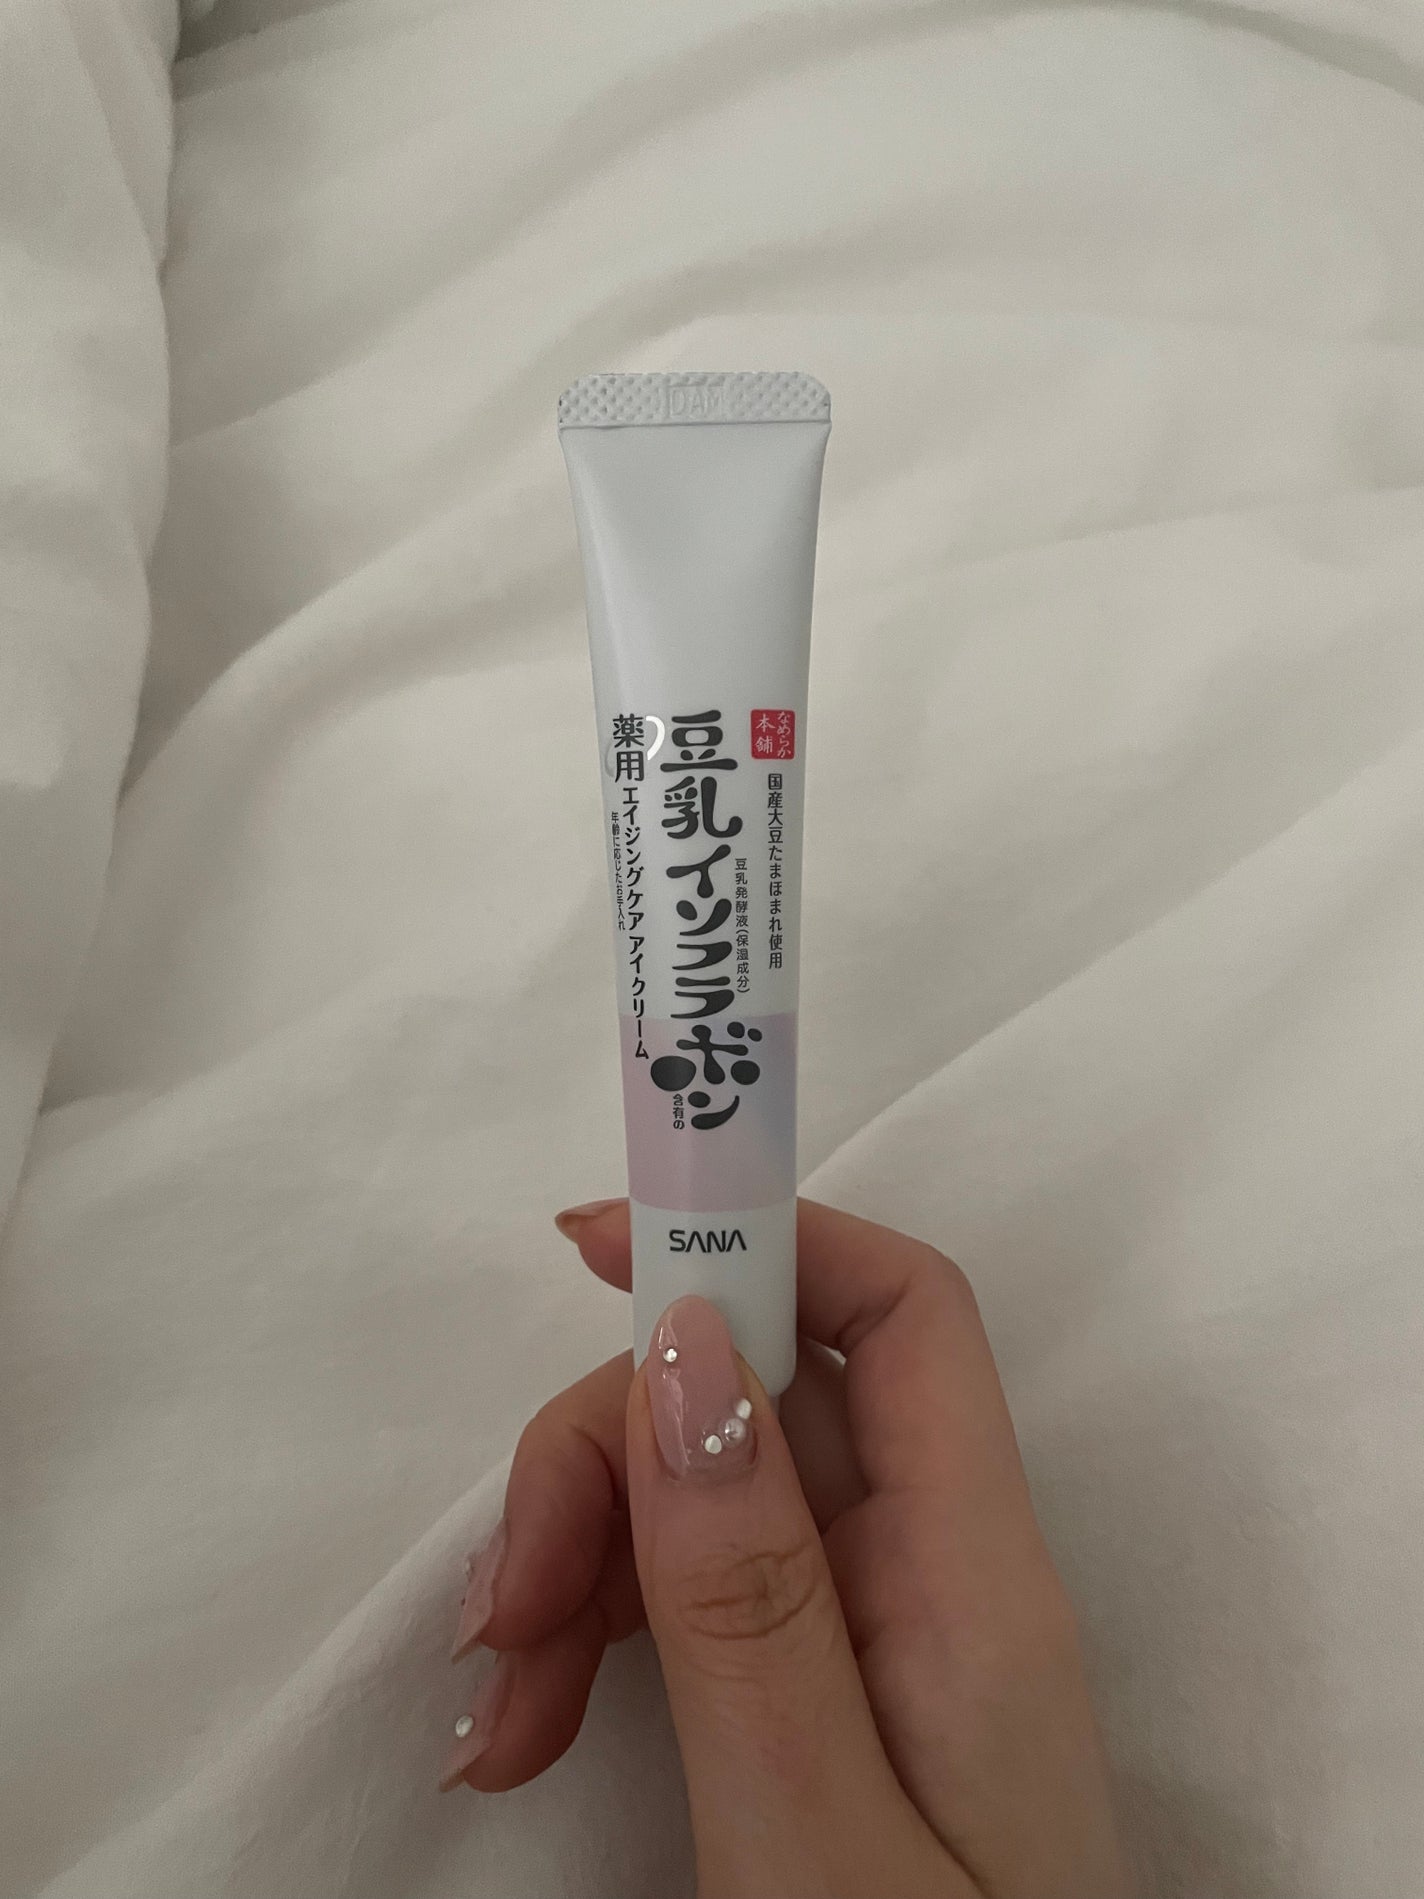 なめらか
本舗
国産大豆たまほまれ使用
豆乳発酵液(保湿成分)
豆乳イソフラボン
含有の
薬用エイジングケアアイクリーム
年齢に応じたお手入れ
SANA